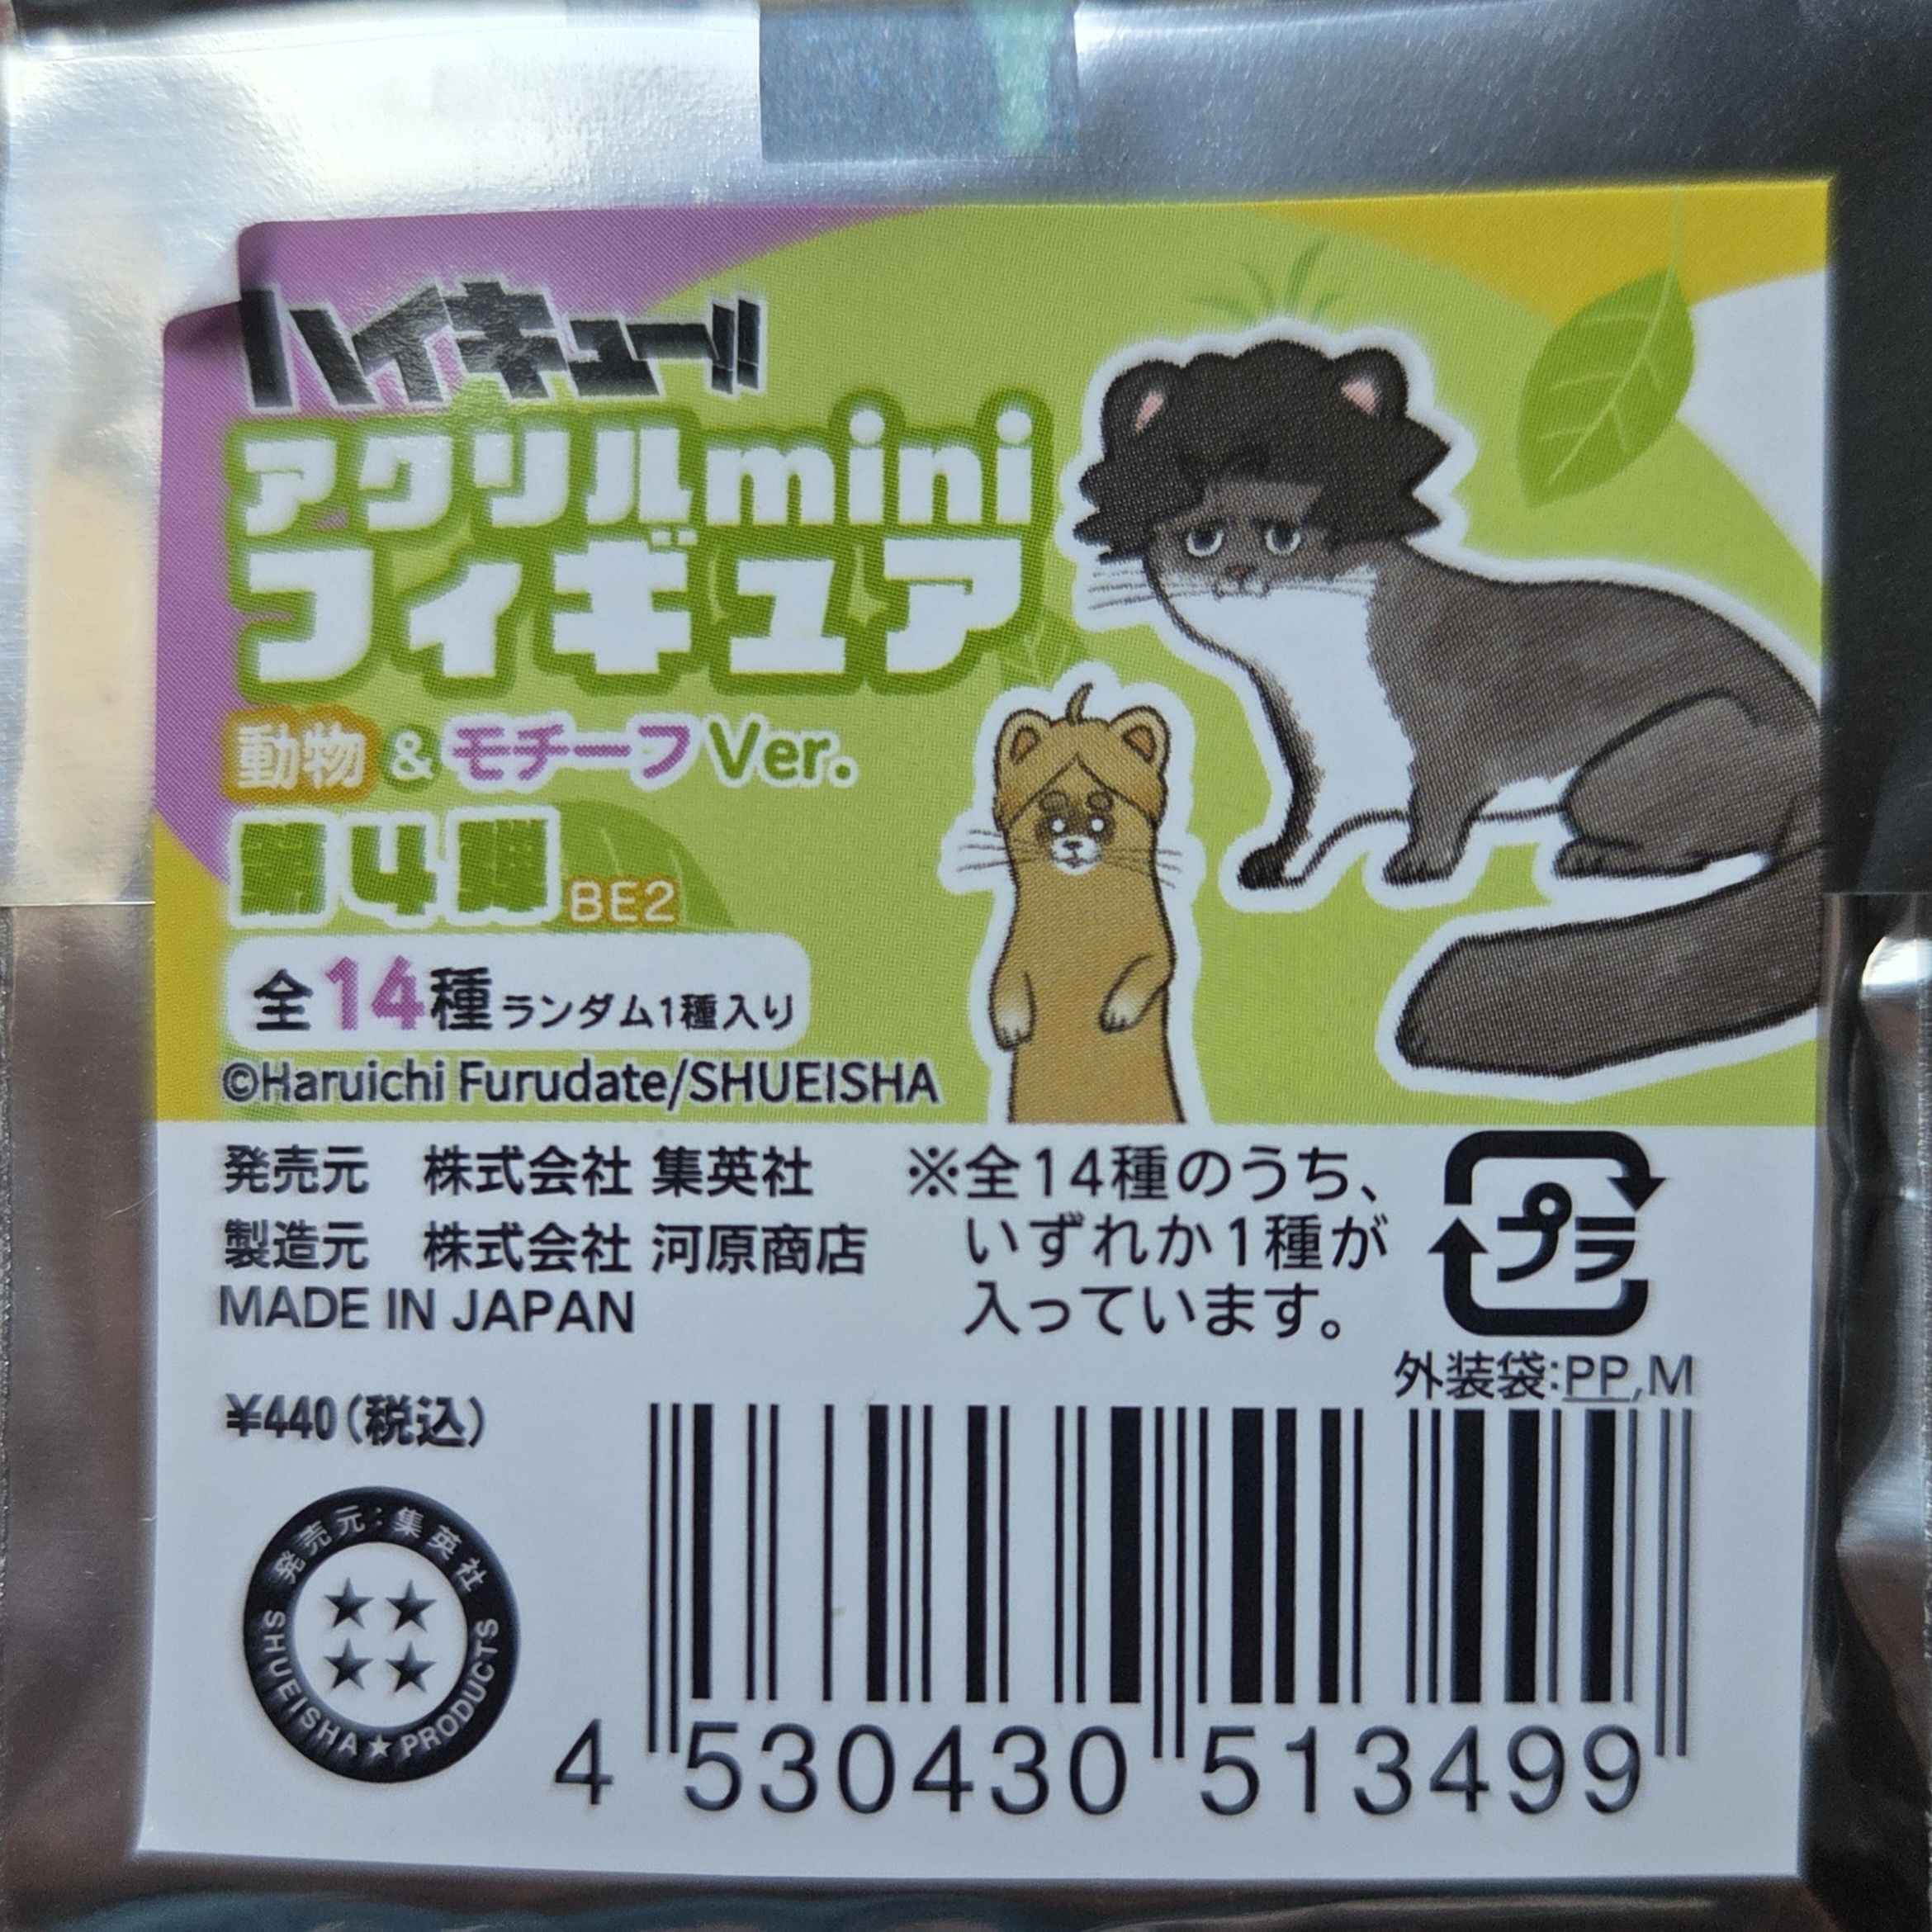 ハイキュー!!
アクリルmini
フィギュア
動物&モチーフVer.
第4弾 BE2
全14種ランダム1種入り
©Haruichi Furudate/SHUEISHA
発売元 株式会社 集英社
製造元 株式会社 河原商店
MADE IN JAPAN
※全14種のうち、
いずれか1種が
入っています。
プラ
外装袋:PP,M
¥440(税込)
発売元:集英社
SHUEISHA★PRODUCTS
4 530430 513499